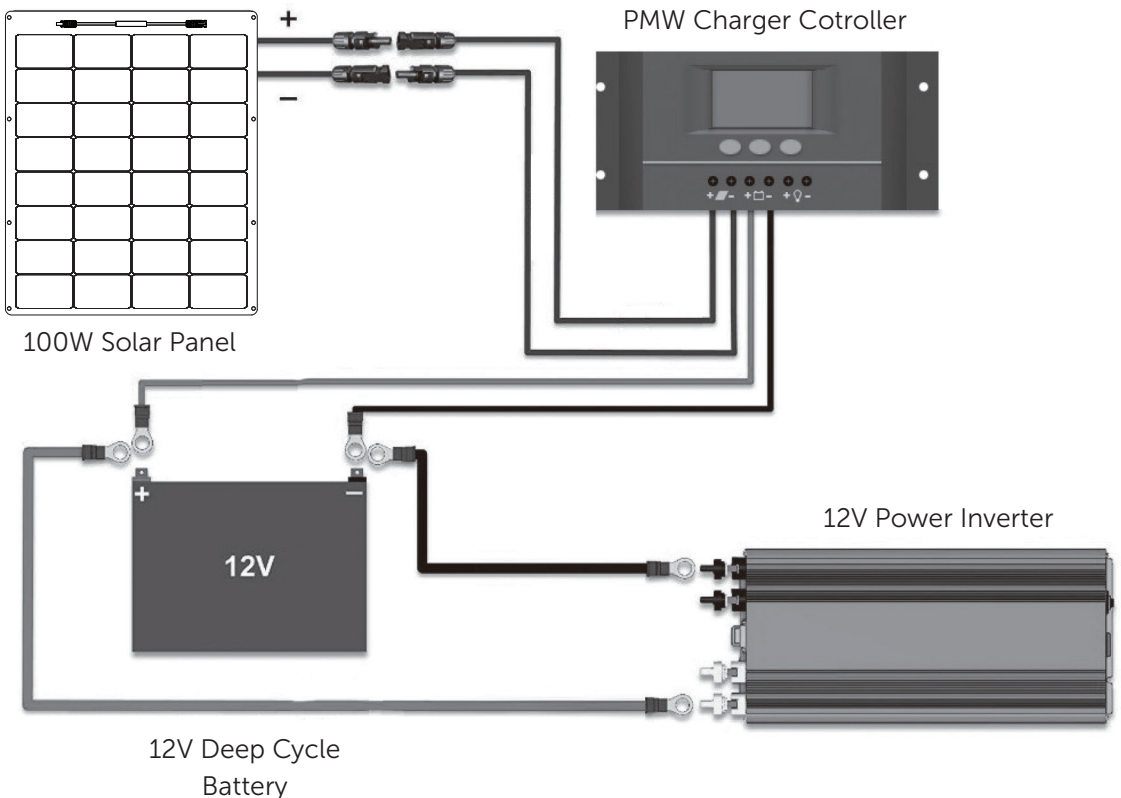 +
PMW Charger Cotroller
−
+ - + - + -
100W Solar Panel
+ −
12V
12V Power Inverter
12V Deep Cycle
Battery